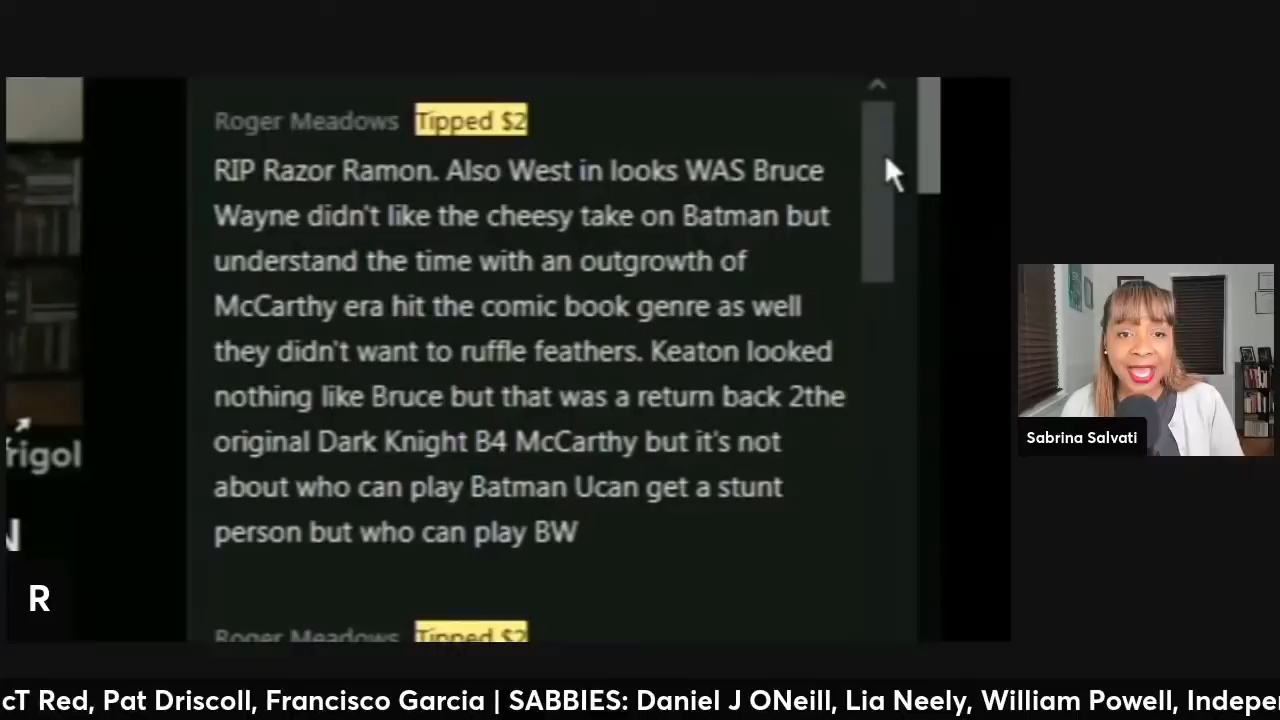 Roger Meadows Tipped $2
RIP Razor Ramon. Also West in looks WAS Bruce
Wayne didn't like the cheesy take on Batman but
understand the time with an outgrowth of
McCarthy era hit the comic book genre as well
they didn't want to ruffle feathers. Keaton looked
nothing like Bruce but that was a return back 2the
original Dark Knight B4 McCarthy but it's not
about who can play Batman Ucan get a stunt
person but who can play BW
Roger Meadows Tipped $2
rigol
N
R
Sabrina Salvati
cT Red, Pat Driscoll, Francisco Garcia | SABBIES: Daniel J ONeill, Lia Neely, William Powell, Indepe